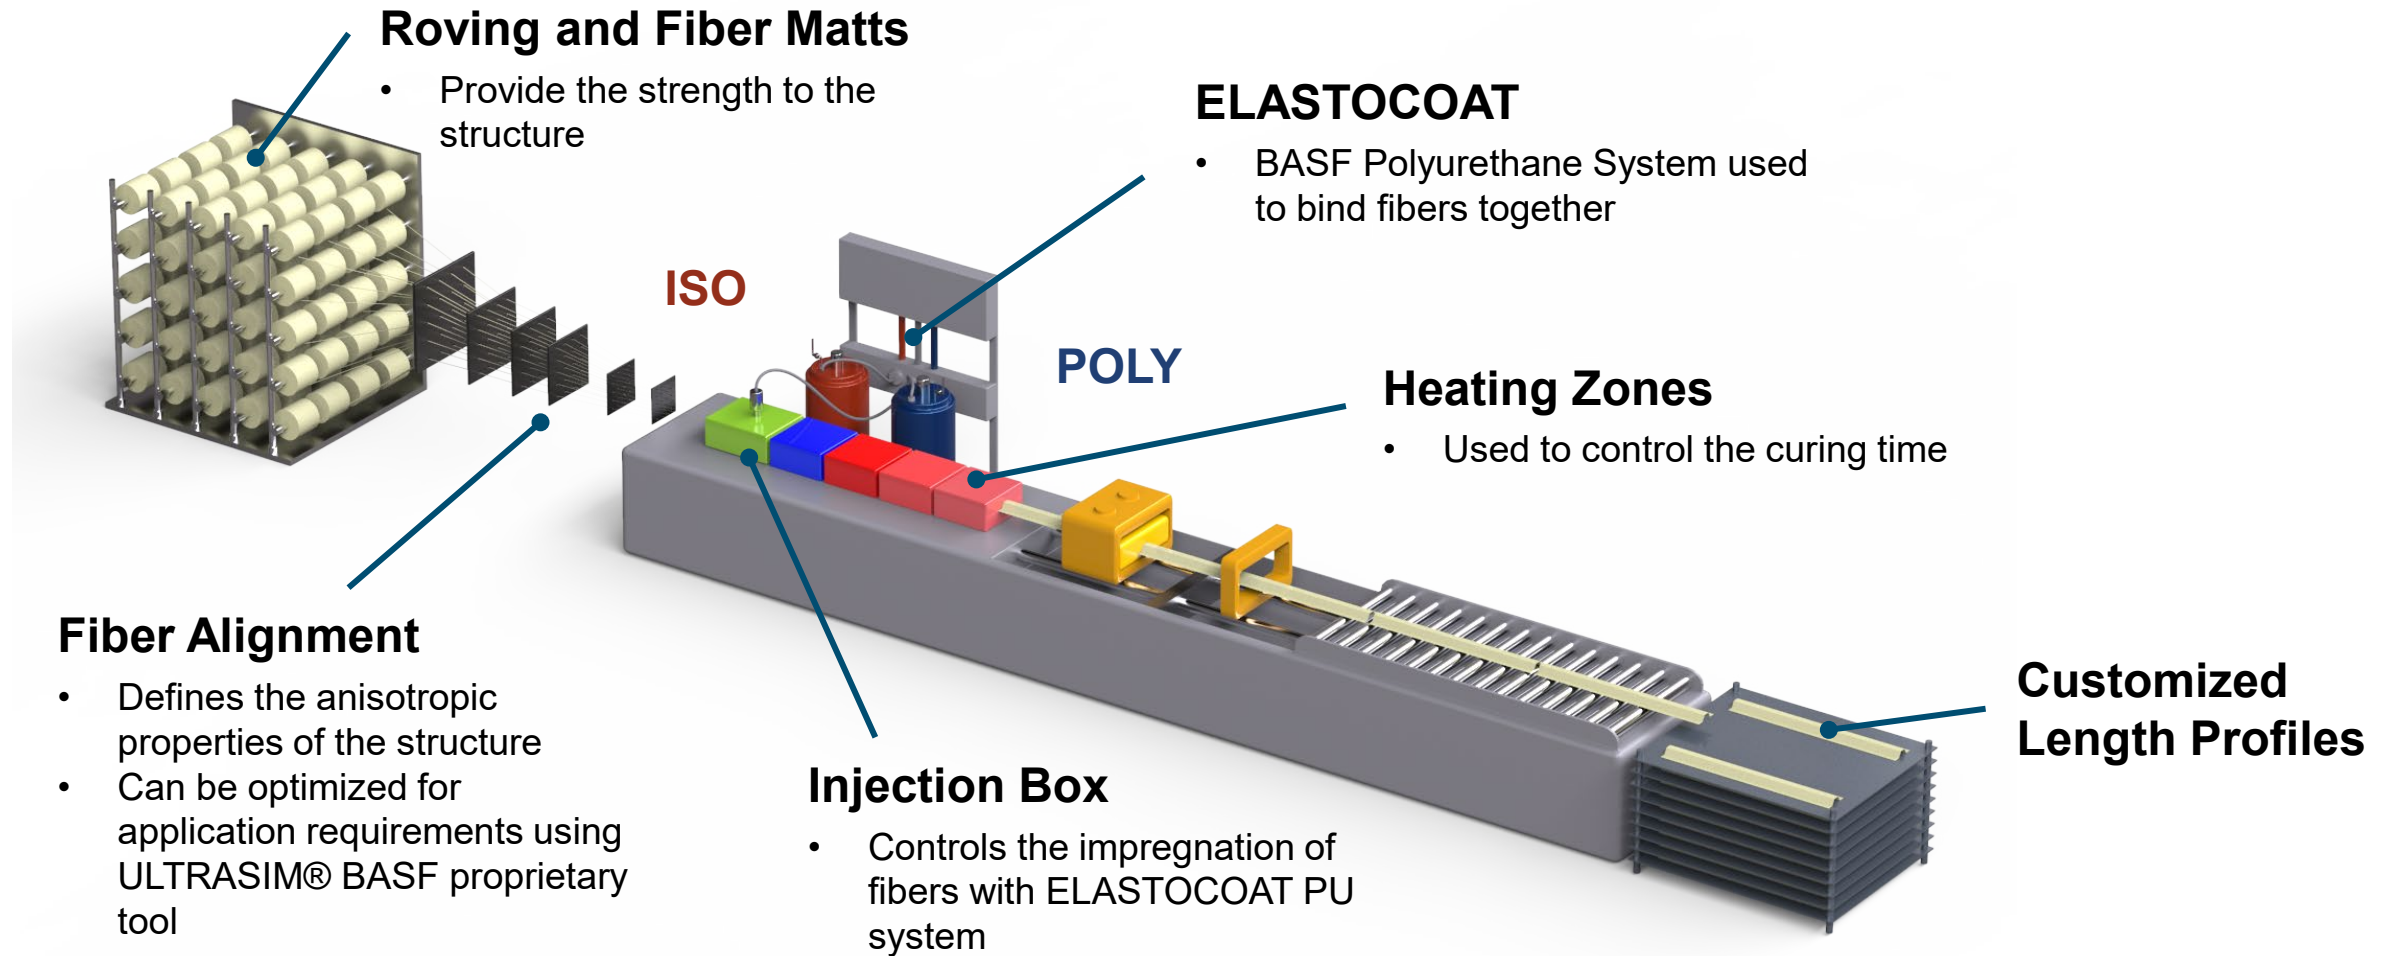 Roving and Fiber Matts
• Provide the strength to the
structure
ELASTOCOAT
• BASF Polyurethane System used
to bind fibers together
ISO
POLY
Heating Zones
• Used to control the curing time
Fiber Alignment
• Defines the anisotropic
properties of the structure
• Can be optimized for
application requirements using
ULTRASIM® BASF proprietary
tool
Injection Box
• Controls the impregnation of
fibers with ELASTOCOAT PU
system
Customized
Length Profiles